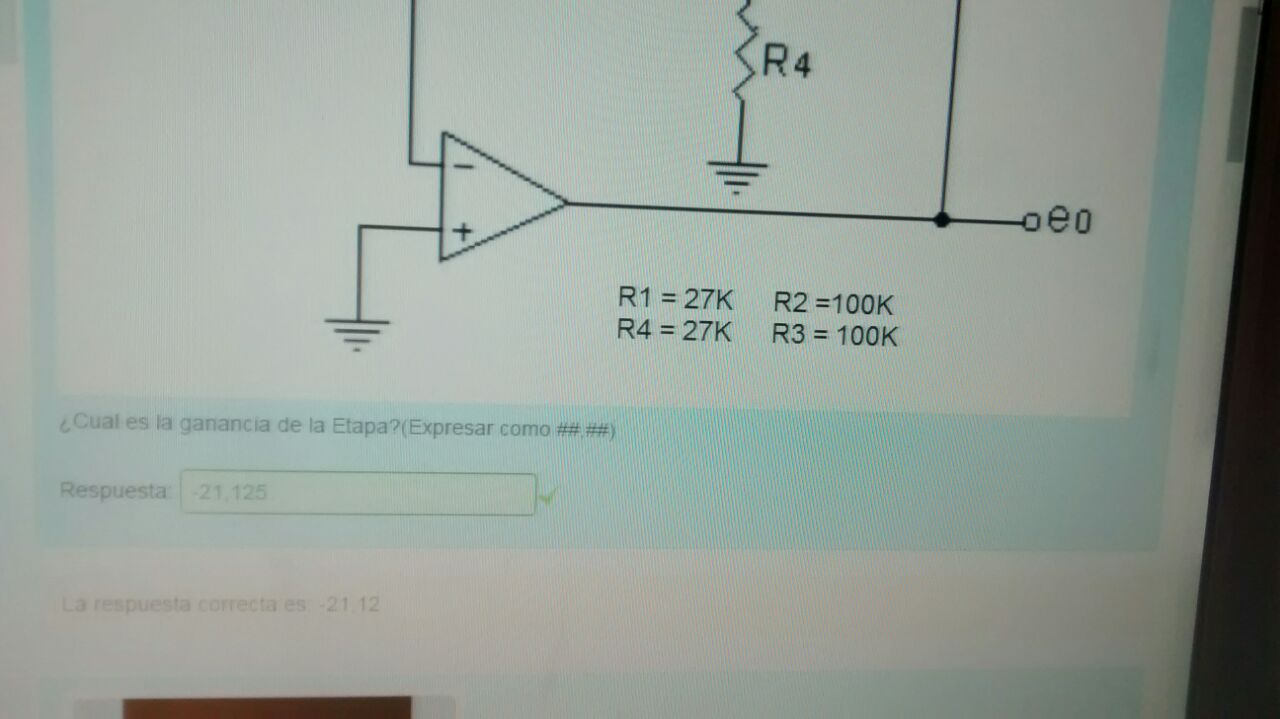 R4
−
+
eo
R1 = 27K R2 =100K
R4 = 27K R3 = 100K
¿Cual es la ganancia de la Etapa?(Expresar como ##.##)
Respuesta: -21,125
La respuesta correcta es: -21,12